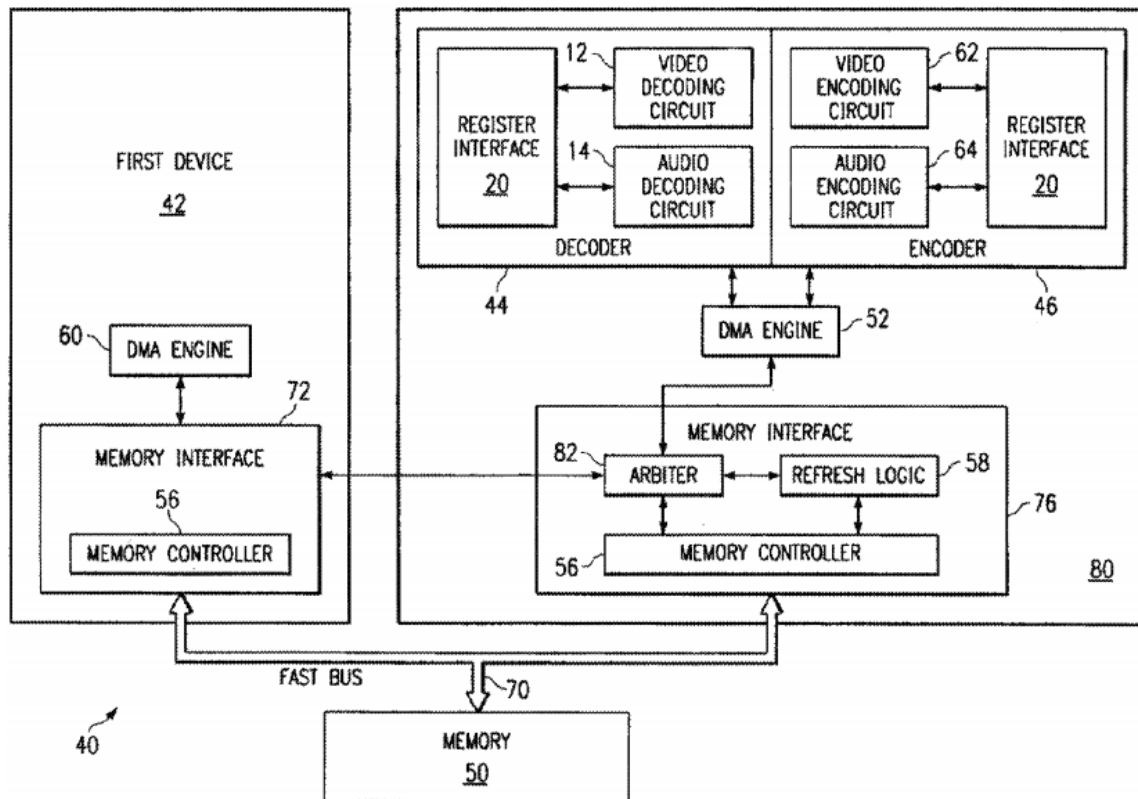 FIRST DEVICE
42
60
DMA ENGINE
72
MEMORY INTERFACE
56
MEMORY CONTROLLER
REGISTER
INTERFACE
20
12
VIDEO
DECODING
CIRCUIT
14
AUDIO
DECODING
CIRCUIT
DECODER
44
VIDEO
ENCODING
CIRCUIT
62
AUDIO
ENCODING
CIRCUIT
64
REGISTER
INTERFACE
20
ENCODER
46
DMA ENGINE
52
MEMORY INTERFACE
82
ARBITER
REFRESH LOGIC
58
76
56
MEMORY CONTROLLER
80
FAST BUS
70
40
MEMORY
50